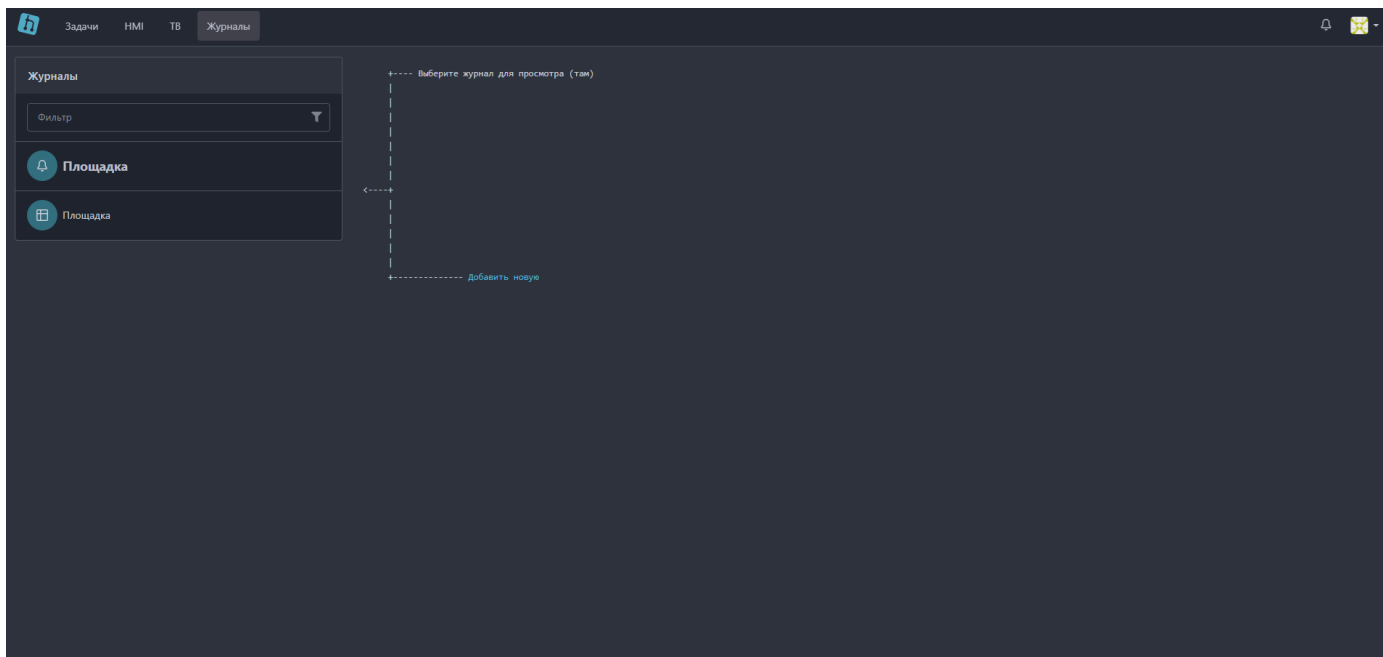 Задачи HMI ТВ Журналы
Журналы
Фильтр
Площадка
Площадка
+---- Выберите журнал для просмотра (там)
|
|
|
|
|
|
|
<----+
|
|
|
|
|
+-------------- Добавить новую